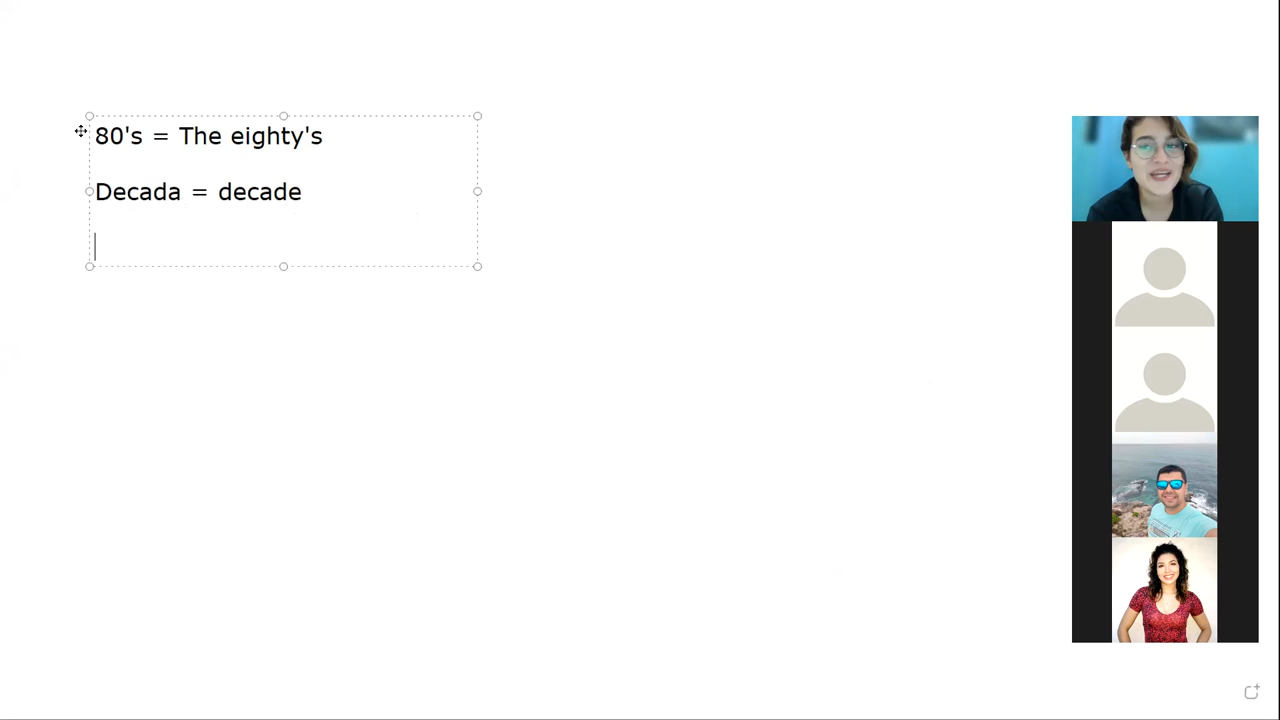 80's = The eighty's
Decada = decade